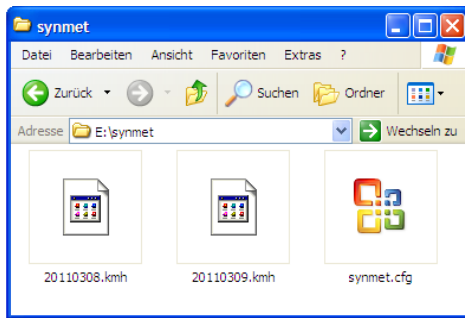 synmet
Datei Bearbeiten Ansicht Favoriten Extras ?
Zurück Suchen Ordner
Adresse E:\synmet Wechseln zu
20110308.kmh 20110309.kmh synmet.cfg